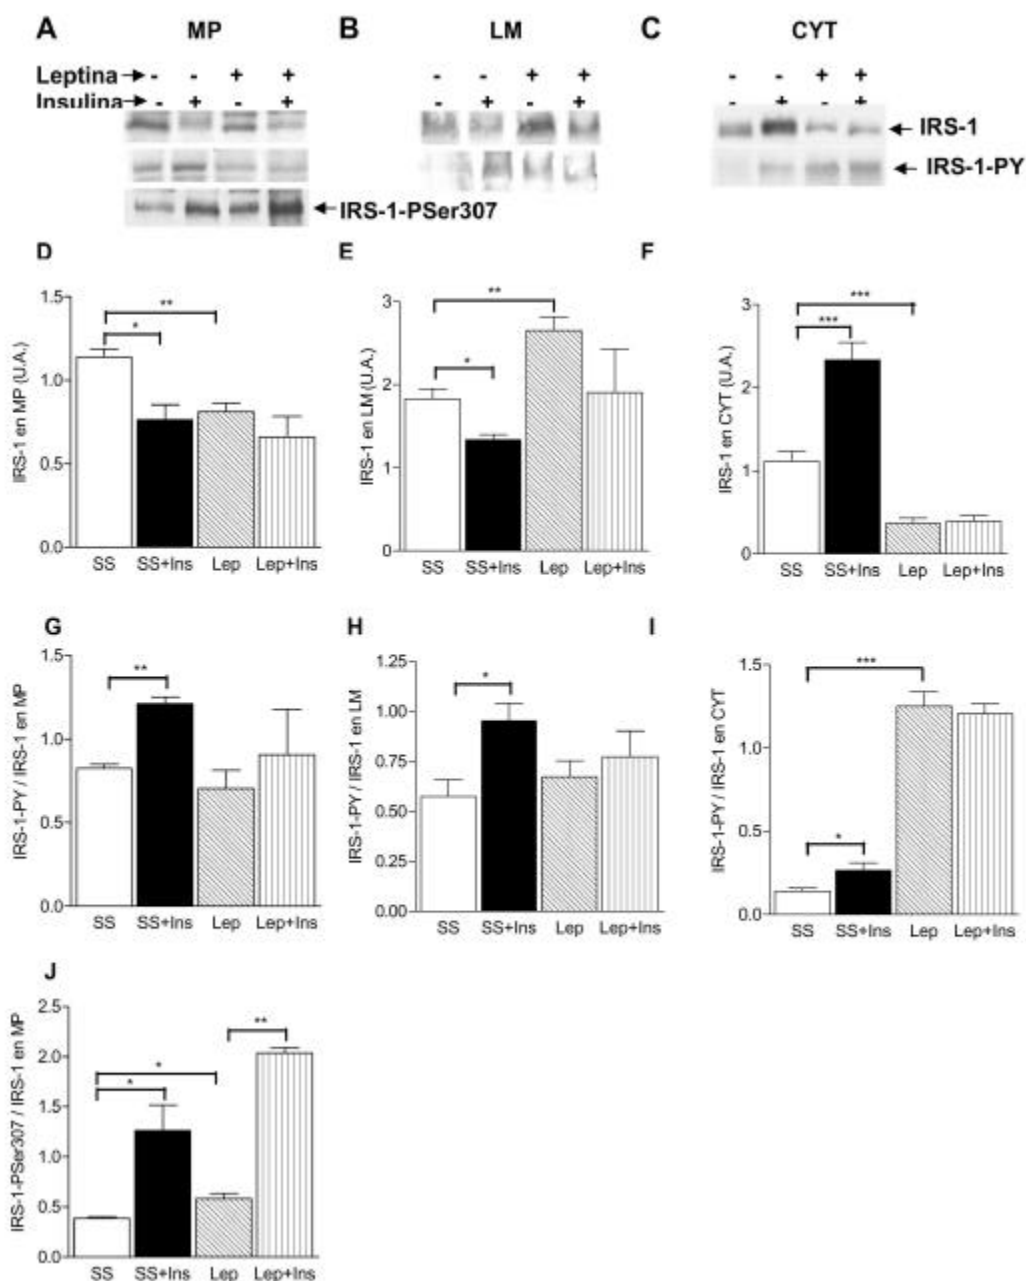 A MP B LM C CYT
Leptina - - + + - - + + - - + +
Insulina - + - + - + - + - + - +
IRS-1
IRS-1-PY
IRS-1-PSer307
D
IRS-1 en MP (U.A.)
1.5
1.0
0.5
0.0
**
*
SS SS+Ins Lep Lep+Ins
E
IRS-1 en LM (U.A.)
3
2
1
0
**
*
SS SS+Ins Lep Lep+Ins
F
IRS-1 en CYT (U.A.)
3
2
1
0
***
***
SS SS+Ins Lep Lep+Ins
G
IRS-1-PY / IRS-1 en MP
1.5
1.0
0.5
0.0
**
SS SS+Ins Lep Lep+Ins
H
IRS-1-PY / IRS-1 en LM
1.25
1.00
0.75
0.50
0.25
0.00
*
SS SS+Ins Lep Lep+Ins
I
IRS-1-PY / IRS-1 en CYT
1.5
1.0
0.5
0.0
***
*
SS SS+Ins Lep Lep+Ins
J
IRS-1-PSer307 / IRS-1 en MP
2.5
2.0
1.5
1.0
0.5
0.0
**
*
*
SS SS+Ins Lep Lep+Ins